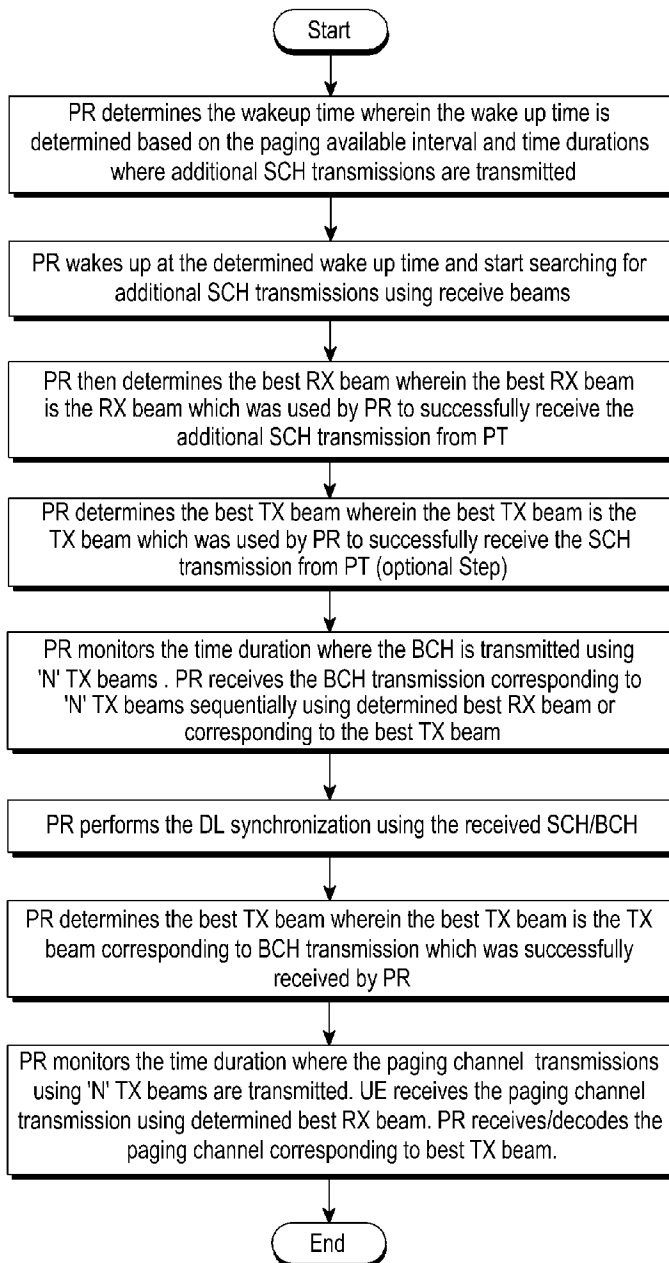 Start
PR determines the wakeup time wherein the wake up time is
determined based on the paging available interval and time durations
where additional SCH transmissions are transmitted
PR wakes up at the determined wake up time and start searching for
additional SCH transmissions using receive beams
PR then determines the best RX beam wherein the best RX beam
is the RX beam which was used by PR to successfully receive the
additional SCH transmission from PT
PR determines the best TX beam wherein the best TX beam is the
TX beam which was used by PR to successfully receive the SCH
transmission from PT (optional Step)
PR monitors the time duration where the BCH is transmitted using
'N' TX beams . PR receives the BCH transmission corresponding to
'N' TX beams sequentially using determined best RX beam or
corresponding to the best TX beam
PR performs the DL synchronization using the received SCH/BCH
PR determines the best TX beam wherein the best TX beam is the TX
beam corresponding to BCH transmission which was successfully
received by PR
PR monitors the time duration where the paging channel transmissions
using 'N' TX beams are transmitted. UE receives the paging channel
transmission using determined best RX beam. PR receives/decodes the
paging channel corresponding to best TX beam.
End